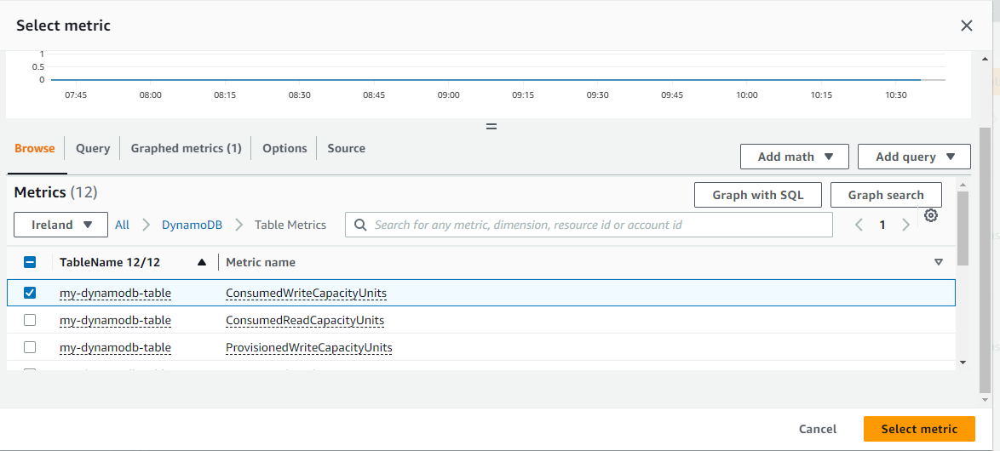 Select metric
1
0.5
0
07:45 08:00 08:15 08:30 08:45 09:00 09:15 09:30 09:45 10:00 10:15 10:30
Browse Query Graphed metrics (1) Options Source
Add math Add query
Metrics (12)
Graph with SQL Graph search
Ireland All DynamoDB Table Metrics Search for any metric, dimension, resource id or account id 1
TableName 12/12 Metric name
my-dynamodb-table ConsumedWriteCapacityUnits
my-dynamodb-table ConsumedReadCapacityUnits
my-dynamodb-table ProvisionedWriteCapacityUnits
Cancel Select metric